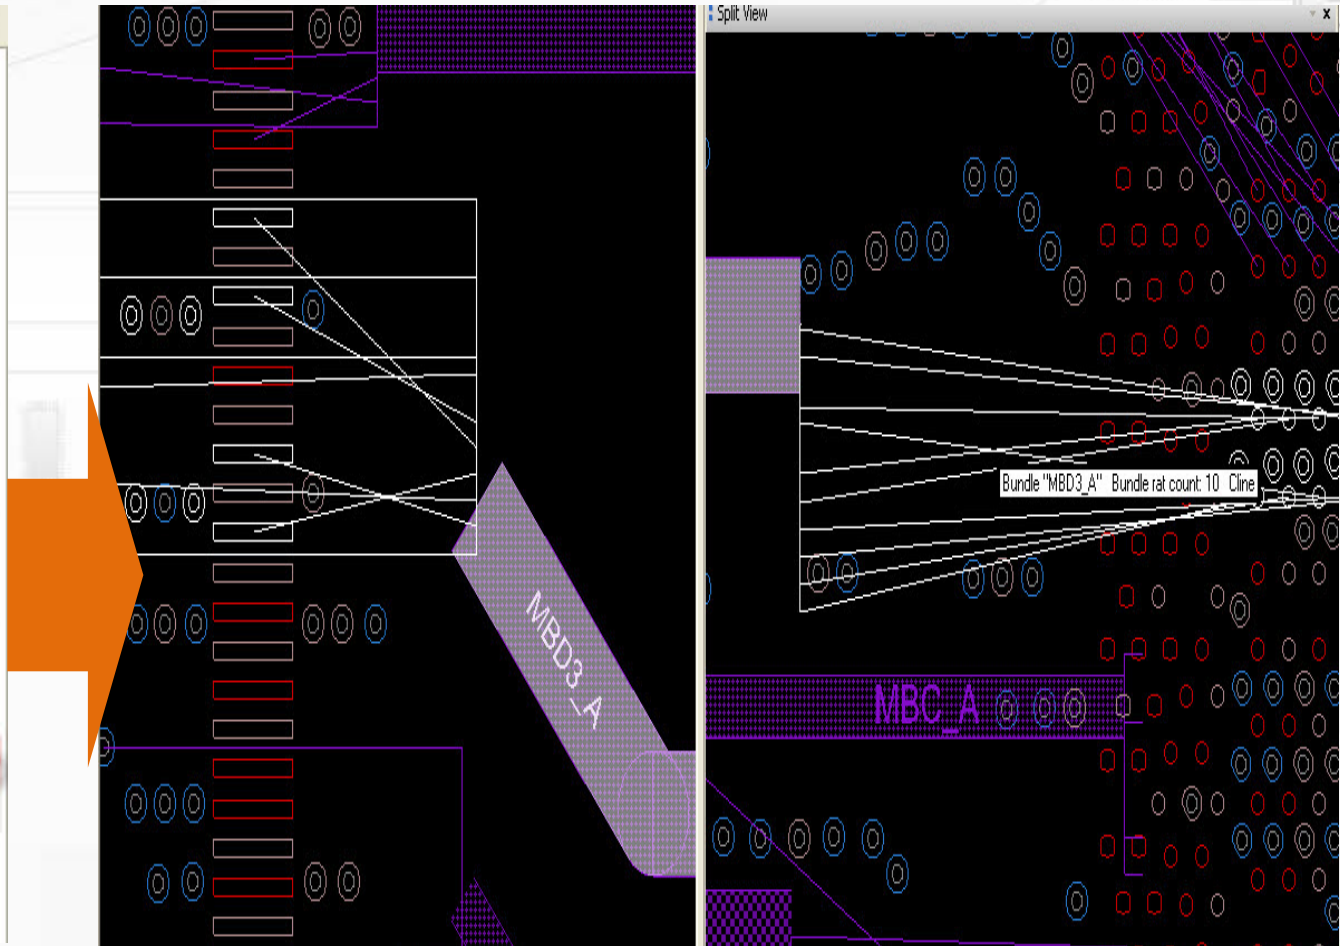 Split View
x
MBD3_A
Bundle "MBD3_A" Bundle rat count: 10 Cline
MBC_A